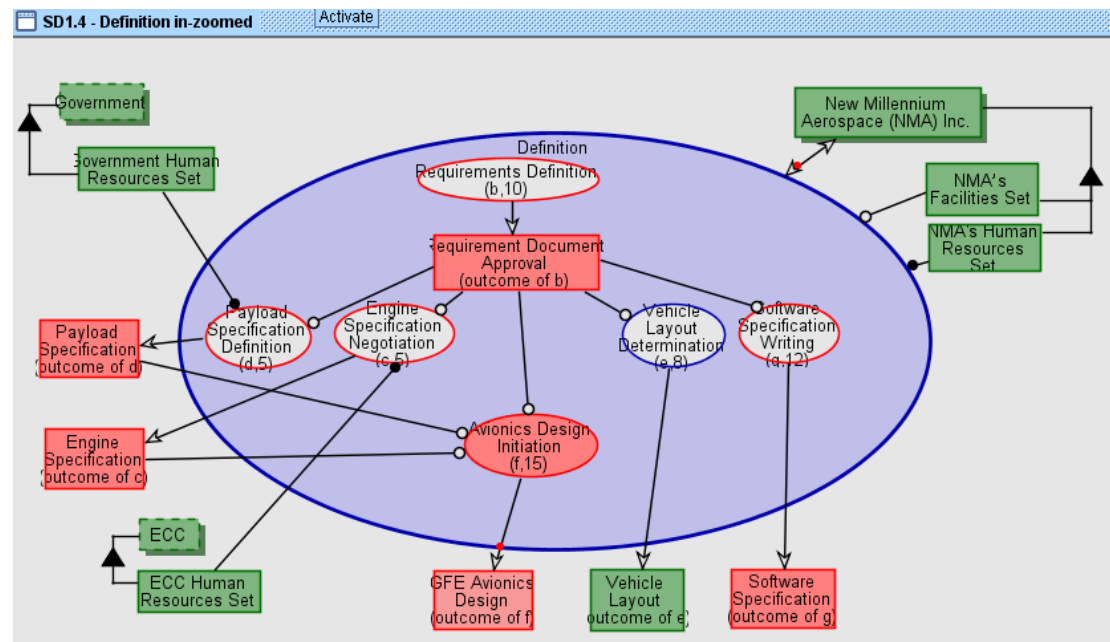 SD1.4 - Definition in-zoomed
Activate
Government
Government Human
Resources Set
New Millennium
Aerospace (NMA) Inc.
NMA's
Facilities Set
NMA's Human
Resources
Set
Definition
Requirements Definition
(b,10)
Requirement Document
Approval
(outcome of b)
Payload
Specification
Definition
(d,5)
Engine
Specification
Negotiation
(c,5)
Vehicle
Layout
Determination
(e,8)
Software
Specification
Writing
(g,12)
Payload
Specification
(outcome of d)
Engine
Specification
(outcome of c)
Avionics Design
Initiation
(f,15)
ECC
ECC Human
Resources Set
GFE Avionics
Design
(outcome of f)
Vehicle
Layout
outcome of e)
Software
Specification
(outcome of g)